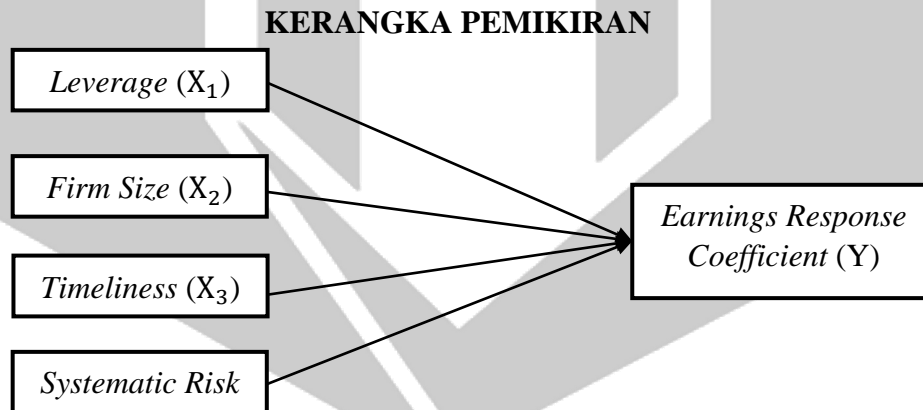 KERANGKA PEMIKIRAN
Leverage (X₁)
Firm Size (X₂)
Timeliness (X₃)
Systematic Risk
Earnings Response
Coefficient (Y)